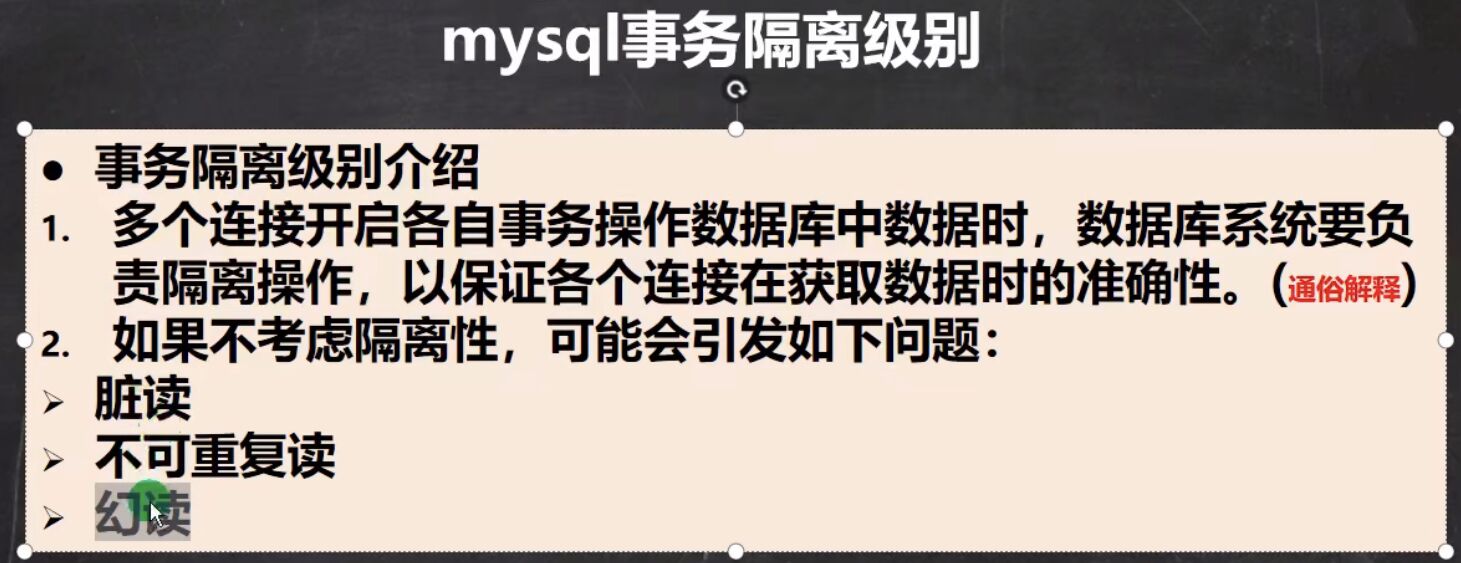 mysql事务隔离级别
● 事务隔离级别介绍
1. 多个连接开启各自事务操作数据库中数据时，数据库系统要负
责隔离操作，以保证各个连接在获取数据时的准确性。(通俗解释)
2. 如果不考虑隔离性，可能会引发如下问题：
➢ 脏读
➢ 不可重复读
➢ 幻读